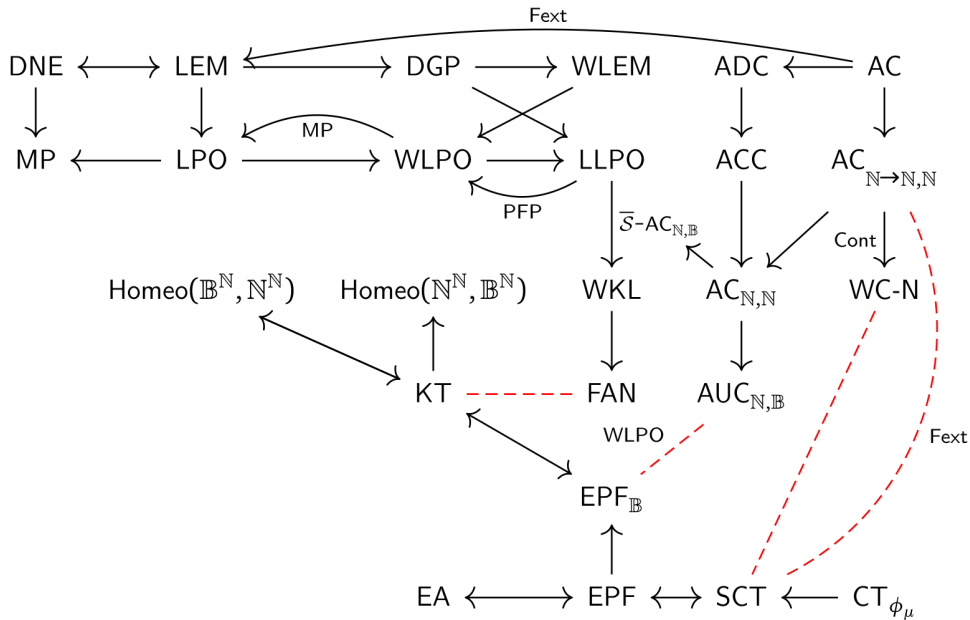 Fext
DNE LEM DGP WLEM ADC AC
MP
MP LPO WLPO LLPO ACC AC_{ℕ→ℕ,ℕ}
PFP
S̅-AC_{ℕ,𝔹} Cont
Homeo(𝔹^ℕ, ℕ^ℕ) Homeo(ℕ^ℕ, 𝔹^ℕ) WKL AC_{ℕ,ℕ} WC-N
KT FAN AUC_{ℕ,𝔹}
WLPO Fext
EPF_𝔹
EA EPF SCT CT_{ϕ_μ}